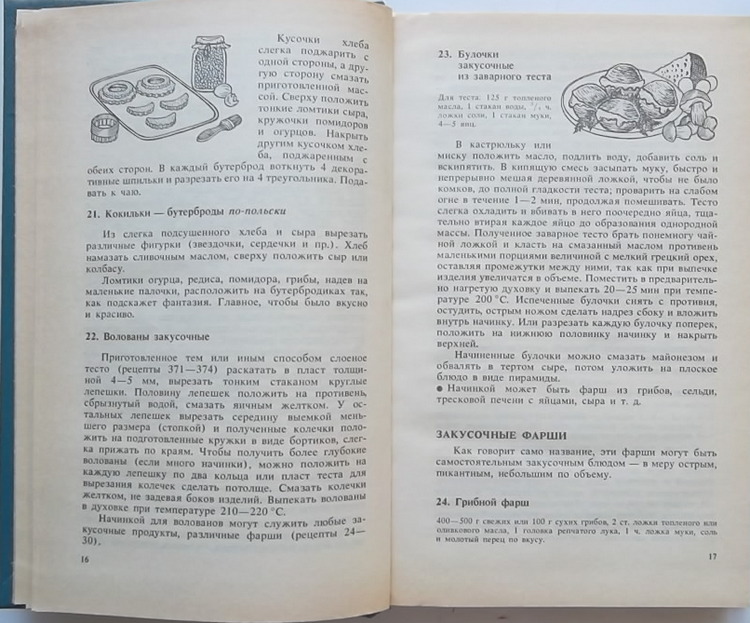 Кусочки хлеба
слегка поджарить с
одной стороны, а дру-
гую сторону смазать
приготовленной мас-
сой. Сверху положить
тонкие ломтики сыра,
кружочки помидоров
и огурцов. Накрыть
другим кусочком хле-
ба, поджаренным с
обеих сторон. В каждый бутерброд воткнуть 4 декора-
тивные шпильки и разрезать его на 4 треугольника. Пода-
вать к чаю.
21. Кокильки — бутерброды по-польски
Из слегка подсушенного хлеба и сыра вырезать
различные фигурки (звездочки, сердечки и пр.). Хлеб
намазать сливочным маслом, сверху положить сыр или
колбасу.
Ломтики огурца, редиса, помидора, грибы, надев на
маленькие палочки, расположить на бутербродиках так,
как подскажет фантазия. Главное, чтобы было вкусно
и красиво.
22. Волованы закусочные
Приготовленное тем или иным способом слоеное
тесто (рецепты 371—374) раскатать в пласт толщи-
ной 4—5 мм, вырезать тонким стаканом круглые
лепешки. Половину лепешек положить на противень,
сбрызнутый водой, смазать яичным желтком. У ос-
тальных лепешек вырезать середину выемкой мень-
шего размера (стопкой) и полученные колечки поло-
жить на подготовленные кружки в виде бортиков, слег-
ка прижать по краям. Чтобы получить более глубокие
волованы (если много начинки), можно положить на
каждую лепешку по два кольца или пласт теста для
вырезания колечек сделать потолще. Смазать колечки
желтком, не задевая боков изделий. Выпекать волованы
в духовке при температуре 210—220 °С.
Начинкой для волованов могут служить любые за-
кусочные продукты, различные фарши (рецепты 24—
30).
16
23. Булочки
закусочные
из заварного теста
Для теста: 125 г топленого
масла, 1 стакан воды, 1/2 ч.
ложки соли, 1 стакан муки,
4—5 яиц.
В кастрюльку или
миску положить масло, подлить воду, добавить соль и
вскипятить. В кипящую смесь засыпать муку, быстро и
непрерывно мешая деревянной ложкой, чтобы не было
комков, до полной гладкости теста; проварить на слабом
огне в течение 1—2 мин, продолжая помешивать. Тесто
слегка охладить и вбивать в него поочередно яйца, тща-
тельно втирая каждое яйцо до образования однородной
массы. Полученное заварное тесто брать понемногу чай-
ной ложкой и класть на смазанный маслом противень
маленькими порциями величиной с мелкий грецкий орех,
оставляя промежутки между ними, так как при выпечке
изделия увеличатся в объеме. Поместить в предваритель-
но нагретую духовку и выпекать 20—25 мин при темпе-
ратуре 200 °С. Испеченные булочки снять с противня,
остудить, острым ножом сделать надрез сбоку и вложить
внутрь начинку. Или разрезать каждую булочку поперек,
положить на нижнюю половинку начинку и накрыть
верхней.
Начиненные булочки можно смазать майонезом и
обвалять в тертом сыре, потом уложить на плоское
блюдо в виде пирамиды.
● Начинкой может быть фарш из грибов, сельди,
тресковой печени с яйцами, сыра и т. д.
ЗАКУСОЧНЫЕ ФАРШИ
Как говорит само название, эти фарши могут быть
самостоятельным закусочным блюдом — в меру острым,
пикантным, небольшим по объему.
24. Грибной фарш
400—500 г свежих или 100 г сухих грибов, 2 ст. ложки топленого или
оливкового масла, 1 головка репчатого лука, 1 ч. ложка муки, соль
и молотый перец по вкусу.
17